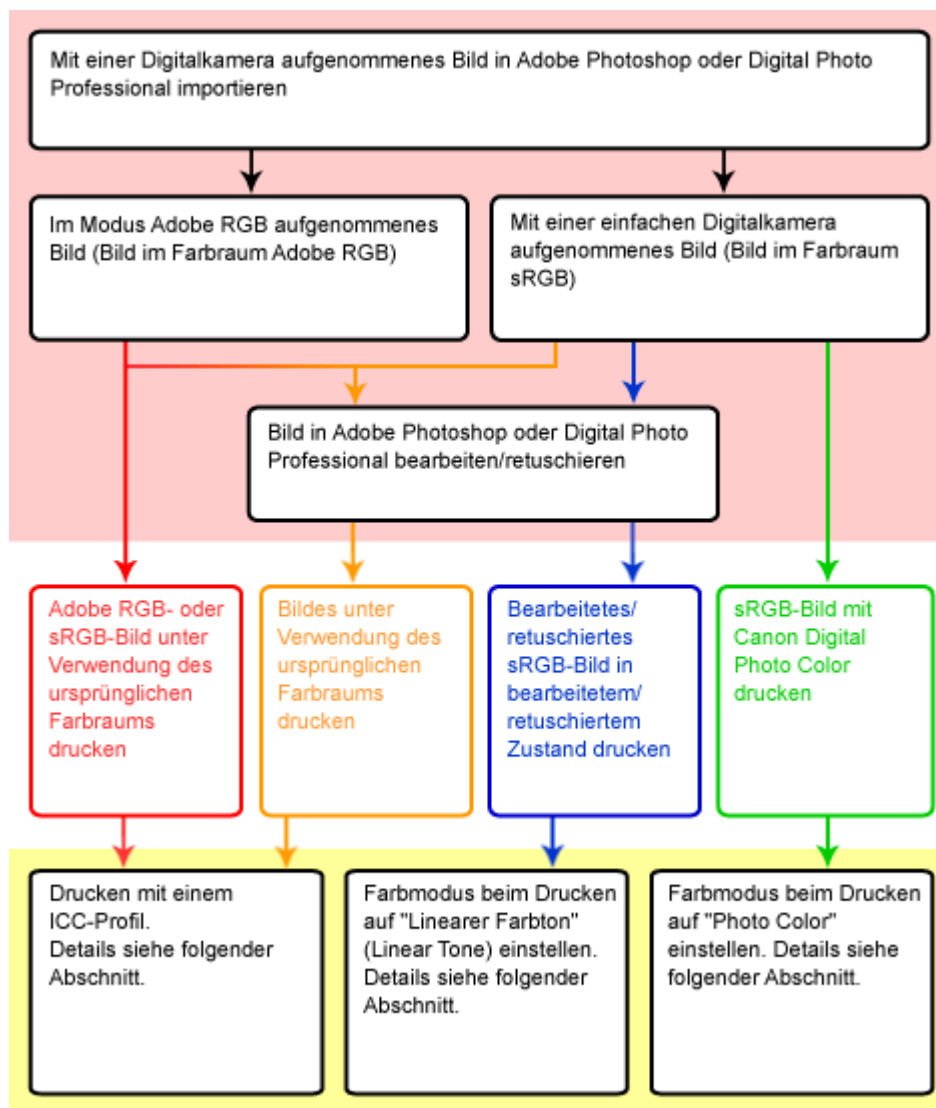 Mit einer Digitalkamera aufgenommenes Bild in Adobe Photoshop oder Digital Photo
Professional importieren
Im Modus Adobe RGB aufgenommenes
Bild (Bild im Farbraum Adobe RGB)
Mit einer einfachen Digitalkamera
aufgenommenes Bild (Bild im Farbraum
sRGB)
Bild in Adobe Photoshop oder Digital Photo
Professional bearbeiten/retuschieren
Adobe RGB- oder
sRGB-Bild unter
Verwendung des
ursprünglichen
Farbraums
drucken
Bildes unter
Verwendung des
ursprünglichen
Farbraums
drucken
Bearbeitetes/
retuschiertes
sRGB-Bild in
bearbeitetem/
retuschiertem
Zustand drucken
sRGB-Bild mit
Canon Digital
Photo Color
drucken
Drucken mit einem
ICC-Profil.
Details siehe folgender
Abschnitt.
Farbmodus beim Drucken
auf "Linearer Farbton"
(Linear Tone) einstellen.
Details siehe folgender
Abschnitt.
Farbmodus beim Drucken
auf "Photo Color"
einstellen. Details siehe
folgender Abschnitt.